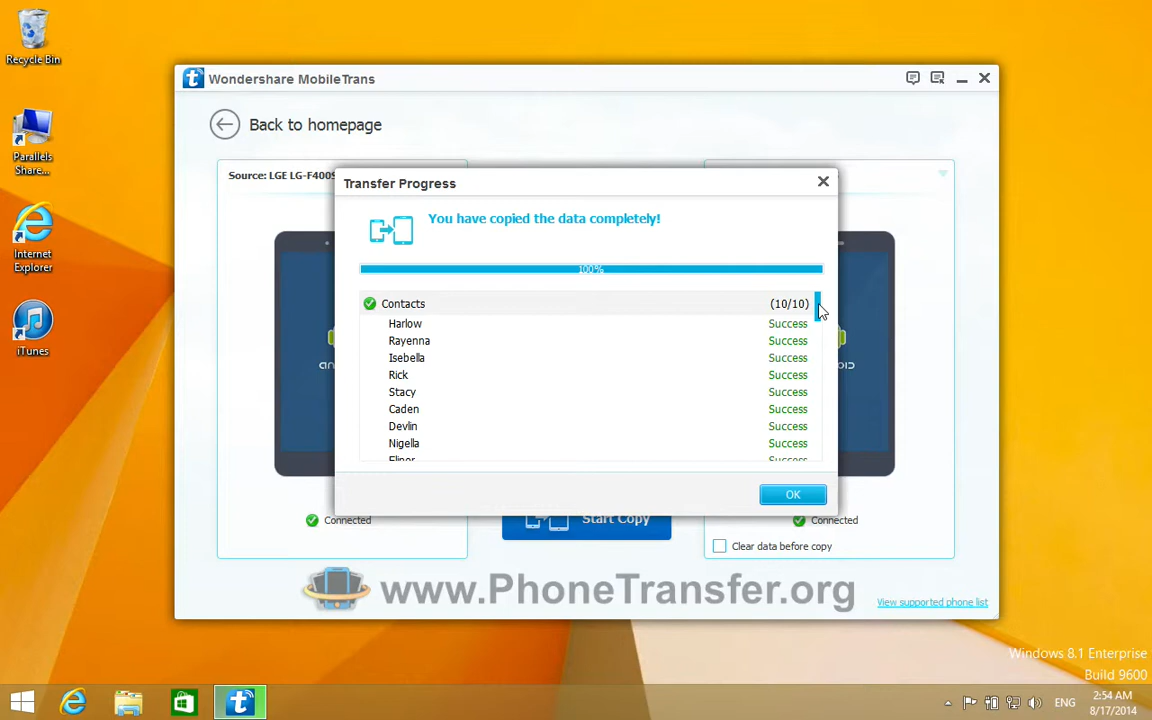 Recycle Bin
Parallels
Share...
Internet
Explorer
iTunes
Wondershare MobileTrans
Back to homepage
Source: LGE LG-F400S
Transfer Progress
You have copied the data completely!
100%
Contacts (10/10)
Harlow Success
Rayenna Success
Isebella Success
Rick Success
Stacy Success
Caden Success
Devlin Success
Nigella Success
Elinor Success
OK
Connected
Start Copy
Connected
Clear data before copy
www.PhoneTransfer.org
View supported phone list
Windows 8.1 Enterprise
Build 9600
ENG
2:54 AM
8/17/2014